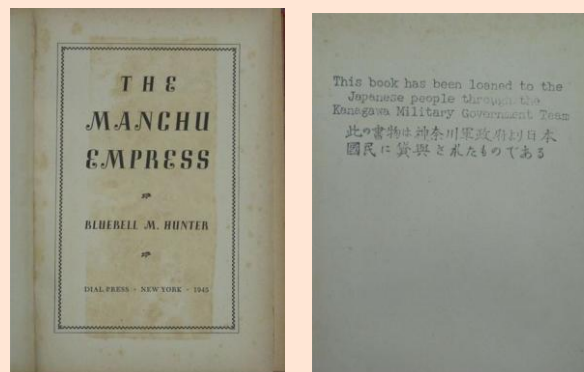 THE
MANCHU
EMPRESS
BLUEBELL M. HUNTER
DIAL PRESS · NEW YORK · 1945
This book has been loaned to the
Japanese people through the
Kanagawa Military Government Team
此の書物は神奈川軍政府より日本
國民に貸與されたものである